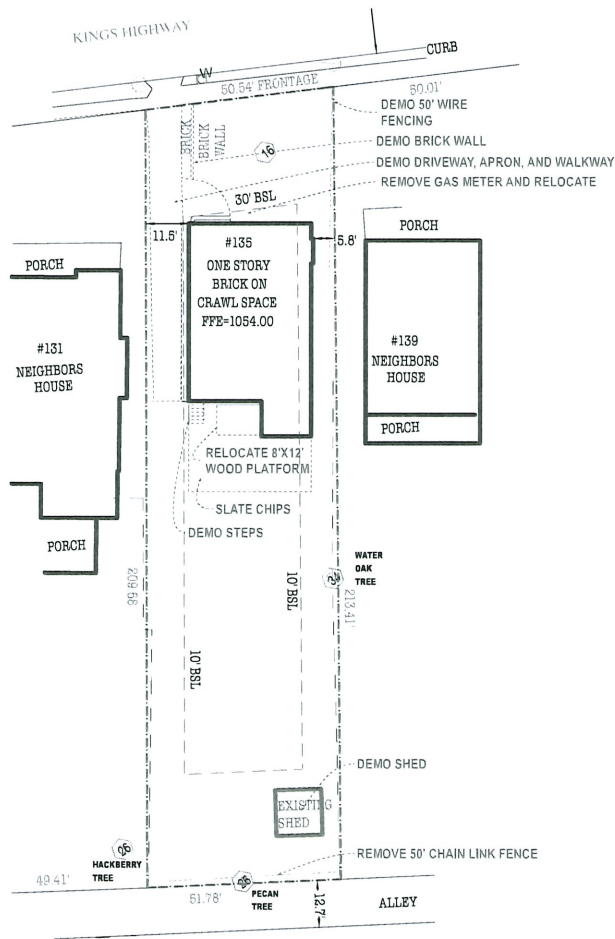 KINGS HIGHWAY
CURB
W
50.54' FRONTAGE
50.01'
DEMO 50' WIRE
FENCING
BRICK
BRICK
WALL
DEMO BRICK WALL
16
DEMO DRIVEWAY, APRON, AND WALKWAY
REMOVE GAS METER AND RELOCATE
30' BSL
11.5'
#135
ONE STORY
BRICK ON
CRAWL SPACE
FFE=1054.00
5.8'
PORCH
PORCH
#131
NEIGHBORS
HOUSE
#139
NEIGHBORS
HOUSE
PORCH
RELOCATE 8'X12'
WOOD PLATFORM
SLATE CHIPS
DEMO STEPS
PORCH
WATER
OAK
TREE
209.68
10' BSL
213.41'
10' BSL
DEMO SHED
EXISTING
SHED
26
HACKBERRY
TREE
REMOVE 50' CHAIN LINK FENCE
49.41'
51.78'
PECAN
TREE
12.7'
ALLEY